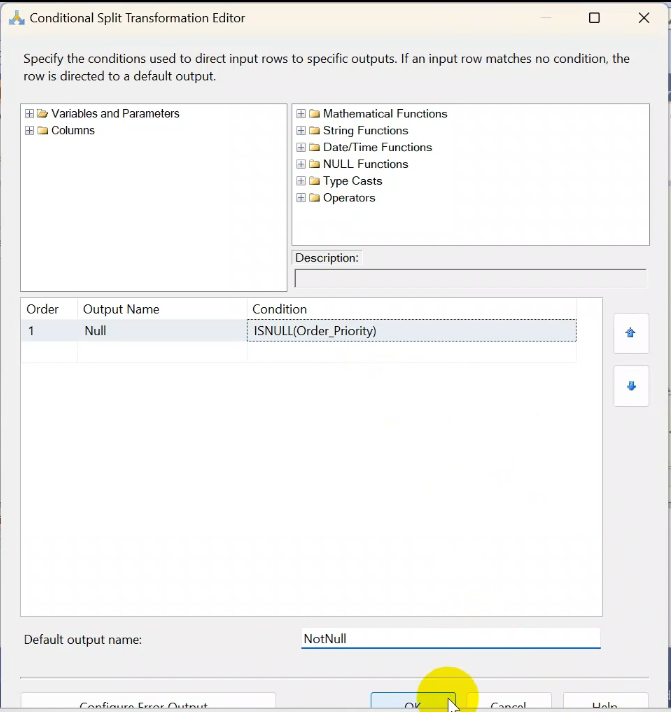 Conditional Split Transformation Editor
Specify the conditions used to direct input rows to specific outputs. If an input row matches no condition, the
row is directed to a default output.
Variables and Parameters
Columns
Mathematical Functions
String Functions
Date/Time Functions
NULL Functions
Type Casts
Operators
Description:
Order Output Name Condition
1 Null ISNULL(Order_Priority)
Default output name: NotNull
Configure Error Output... OK Cancel Help